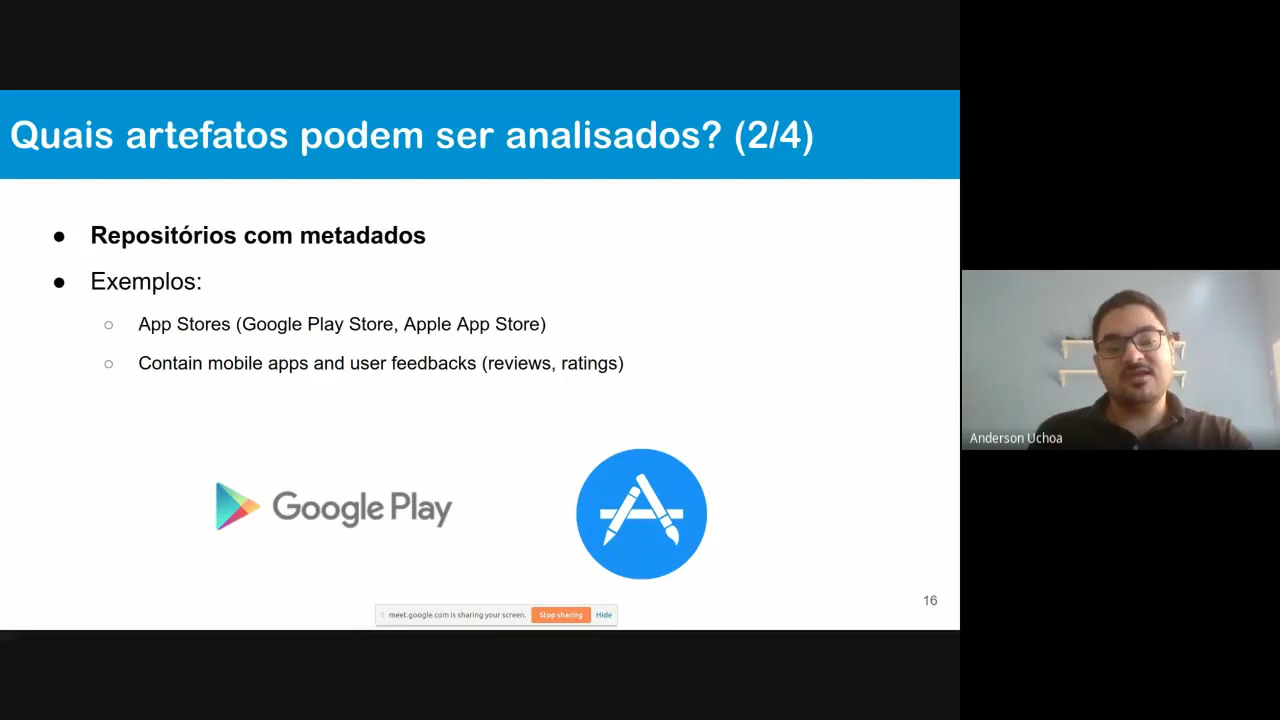 Quais artefatos podem ser analisados? (2/4)
● Repositórios com metadados
● Exemplos:
○ App Stores (Google Play Store, Apple App Store)
○ Contain mobile apps and user feedbacks (reviews, ratings)
Google Play
16
meet.google.com is sharing your screen. Stop sharing Hide
Anderson Uchoa